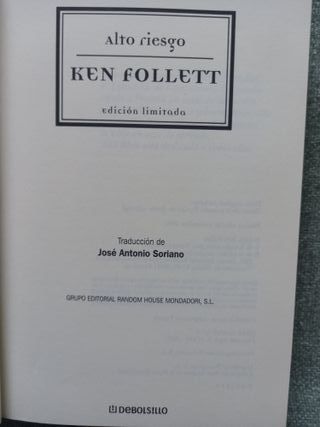 Alto riesgo
KEN FOLLETT
edición limitada
Traducción de
José Antonio Soriano
GRUPO EDITORIAL RANDOM HOUSE MONDADORI, S.L.
DEBOLSILLO